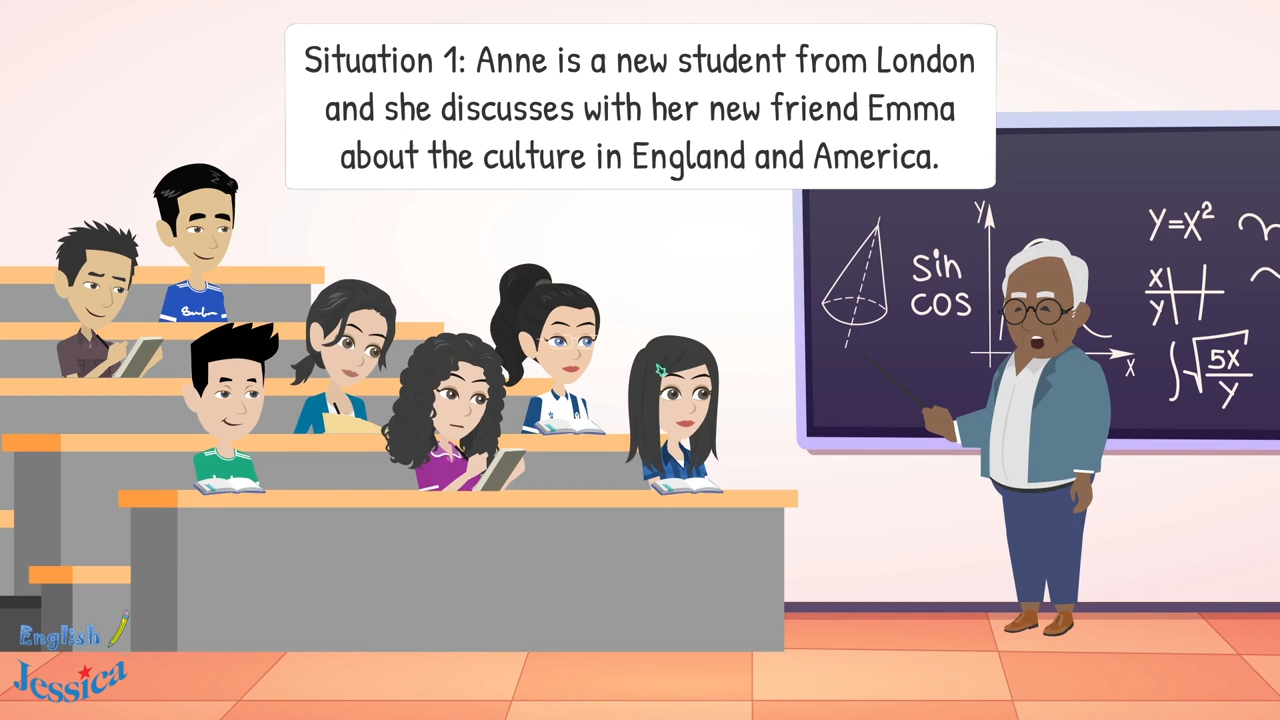 Situation 1: Anne is a new student from London
and she discusses with her new friend Emma
about the culture in England and America.
Y
Y=X²
sin
cos
X
Y
X
√5X/Y
English
Jessica